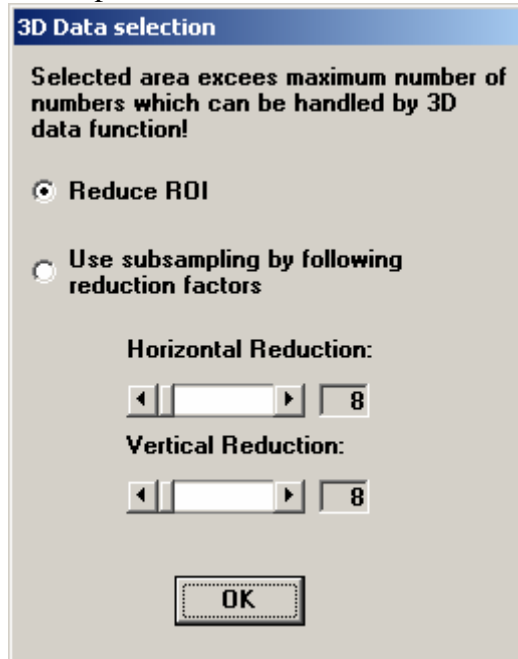 3D Data selection
Selected area excees maximum number of
numbers which can be handled by 3D
data function!
Reduce ROI
Use subsampling by following
reduction factors
Horizontal Reduction:
8
Vertical Reduction:
8
OK